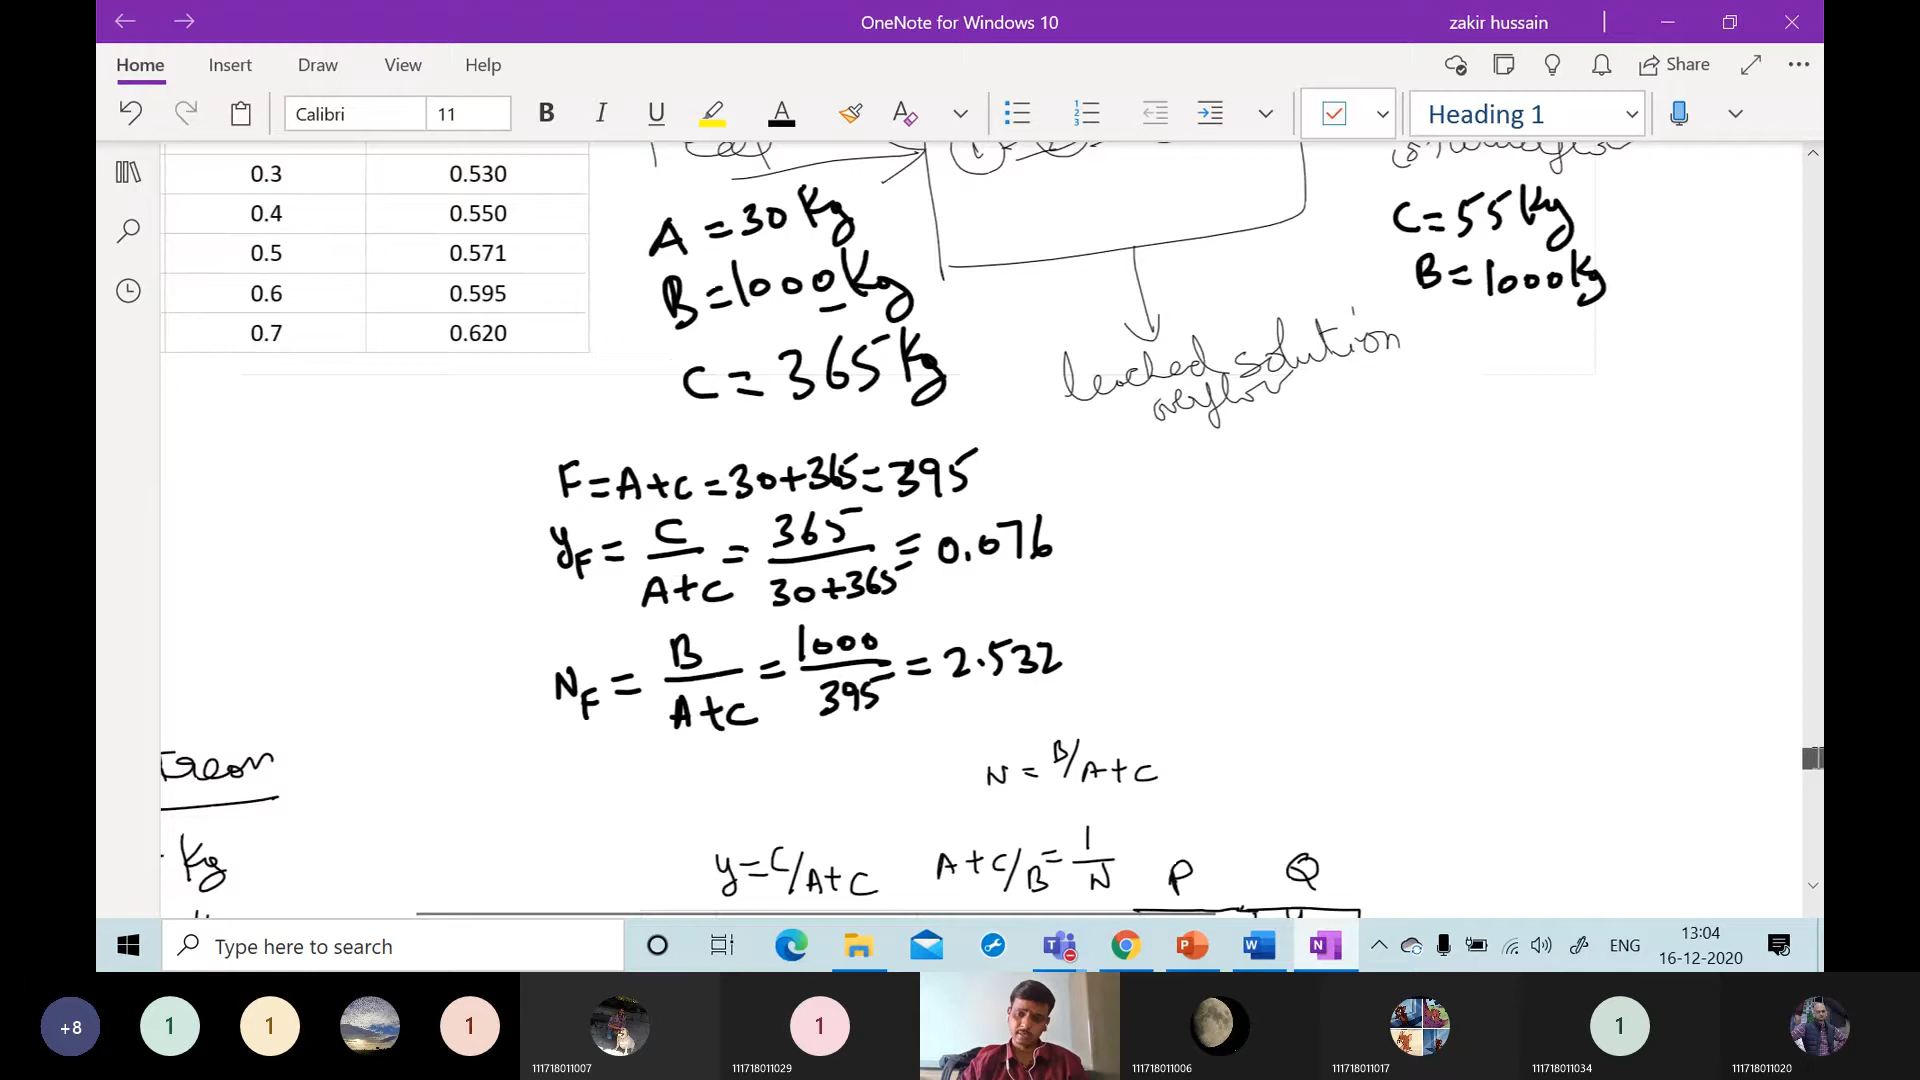 OneNote for Windows 10
zakir hussain
Home Insert Draw View Help
Share
Calibri 11 B I U Heading 1
0.3 0.530
0.4 0.550
0.5 0.571
0.6 0.595
0.7 0.620
A = 30 Kg
B = 1000 Kg
C = 365 Kg
C = 55 Kg
B = 1000 Kg
leached solution
overflow
F = A+C = 30+365 = 395
y_F = C/A+C = 365/30+365 = 0.076
N_F = B/A+C = 1000/395 = 2.532
N = B/A+C
Kg
y = C/A+C A+C/B = 1/N P Q
Type here to search
ENG
13:04
16-12-2020
+8 1 1 1 1 1
111718011007 111718011029 111718011006 111718011017 111718011034 111718011020